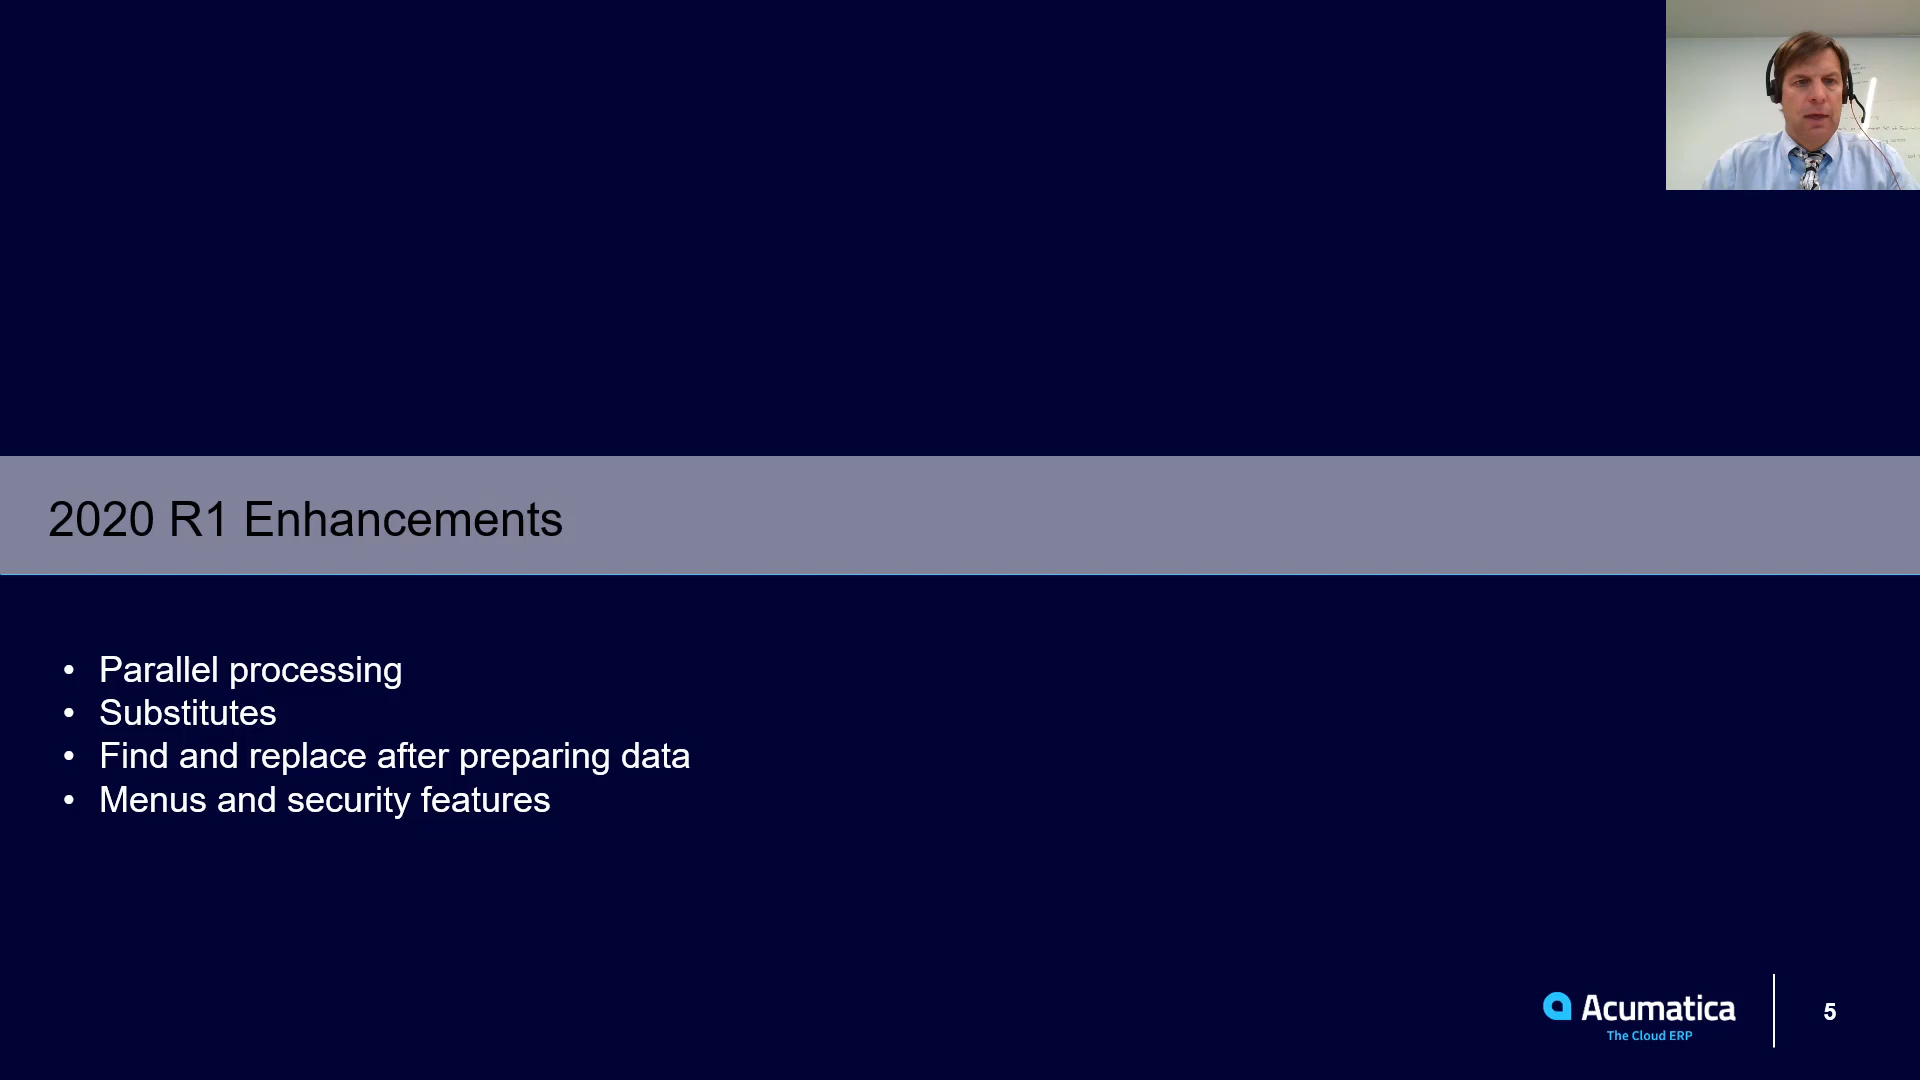 2020 R1 Enhancements
• Parallel processing
• Substitutes
• Find and replace after preparing data
• Menus and security features
Acumatica
The Cloud ERP
5